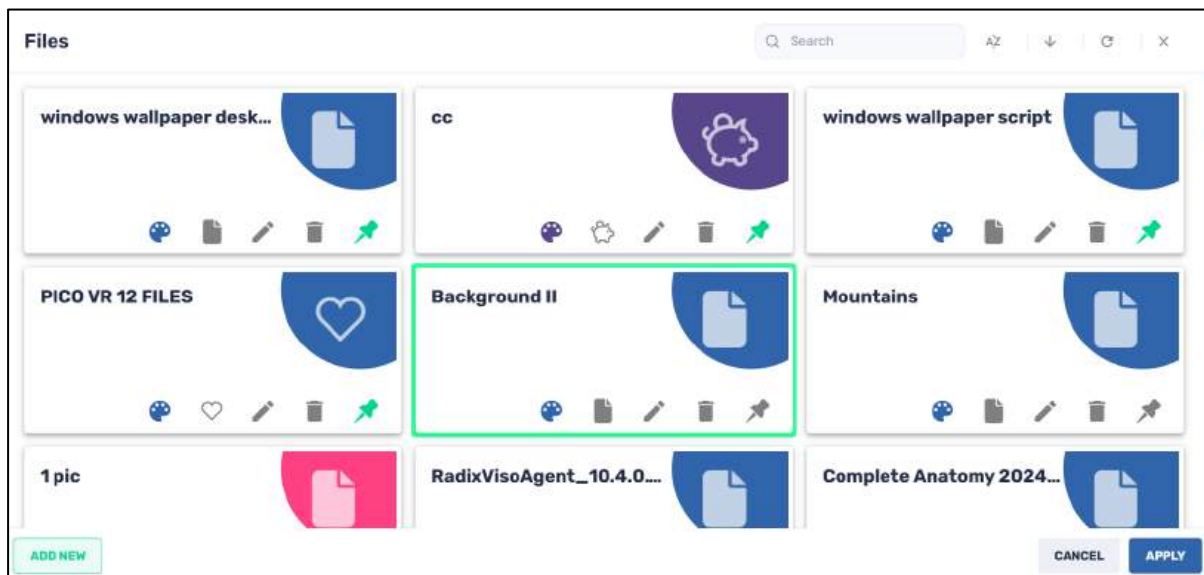 Files
Search
AZ
windows wallpaper desk...
cc
windows wallpaper script
PICO VR 12 FILES
Background II
Mountains
1 pic
RadixVisoAgent_10.4.0....
Complete Anatomy 2024...
ADD NEW
CANCEL
APPLY